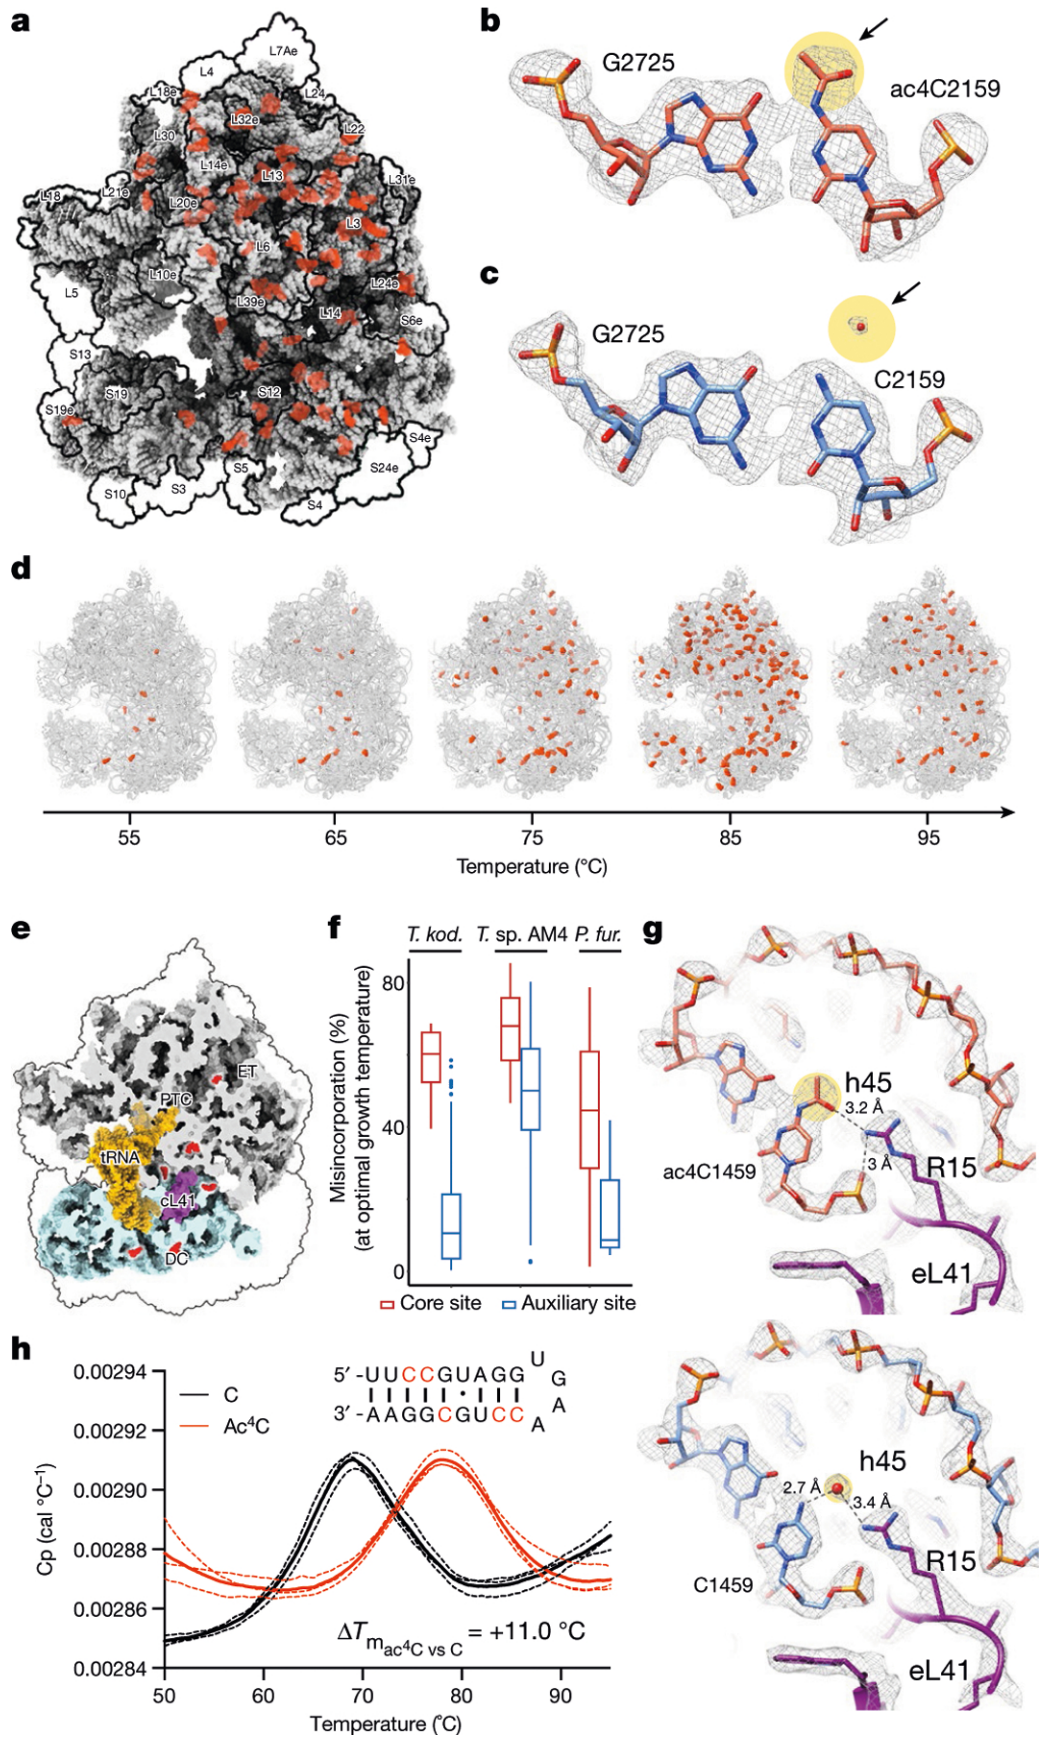 a
L7Ae
L4
L18e
L24
L30
L32e
L22
L14e
L13
L31e
L18
L21e
L20e
L3
L6
L10e
L24e
L5
L39e
L14
S6e
S13
S19
S12
S19e
S4e
S5
S24e
S10
S3
S4
b
G2725
ac4C2159
c
G2725
C2159
d
55
65
75
85
95
Temperature (°C)
e
ET
PTC
tRNA
cL41
DC
f
T. kod.
T. sp. AM4
P. fur.
Misincorporation (%)
(at optimal growth temperature)
80
40
0
Core site
Auxiliary site
g
h45
3.2 Å
ac4C1459
3 Å
R15
eL41
h45
2.7 Å
3.4 Å
C1459
R15
eL41
h
0.00294
0.00292
0.00290
0.00288
0.00286
0.00284
Cp (cal °C⁻¹)
C
Ac⁴C
5′ -UUCCGUAGG
U
G
A
A
3′ -AAGGCGUCC
ΔTm ac⁴C vs C = +11.0 °C
50
60
70
80
90
Temperature (°C)